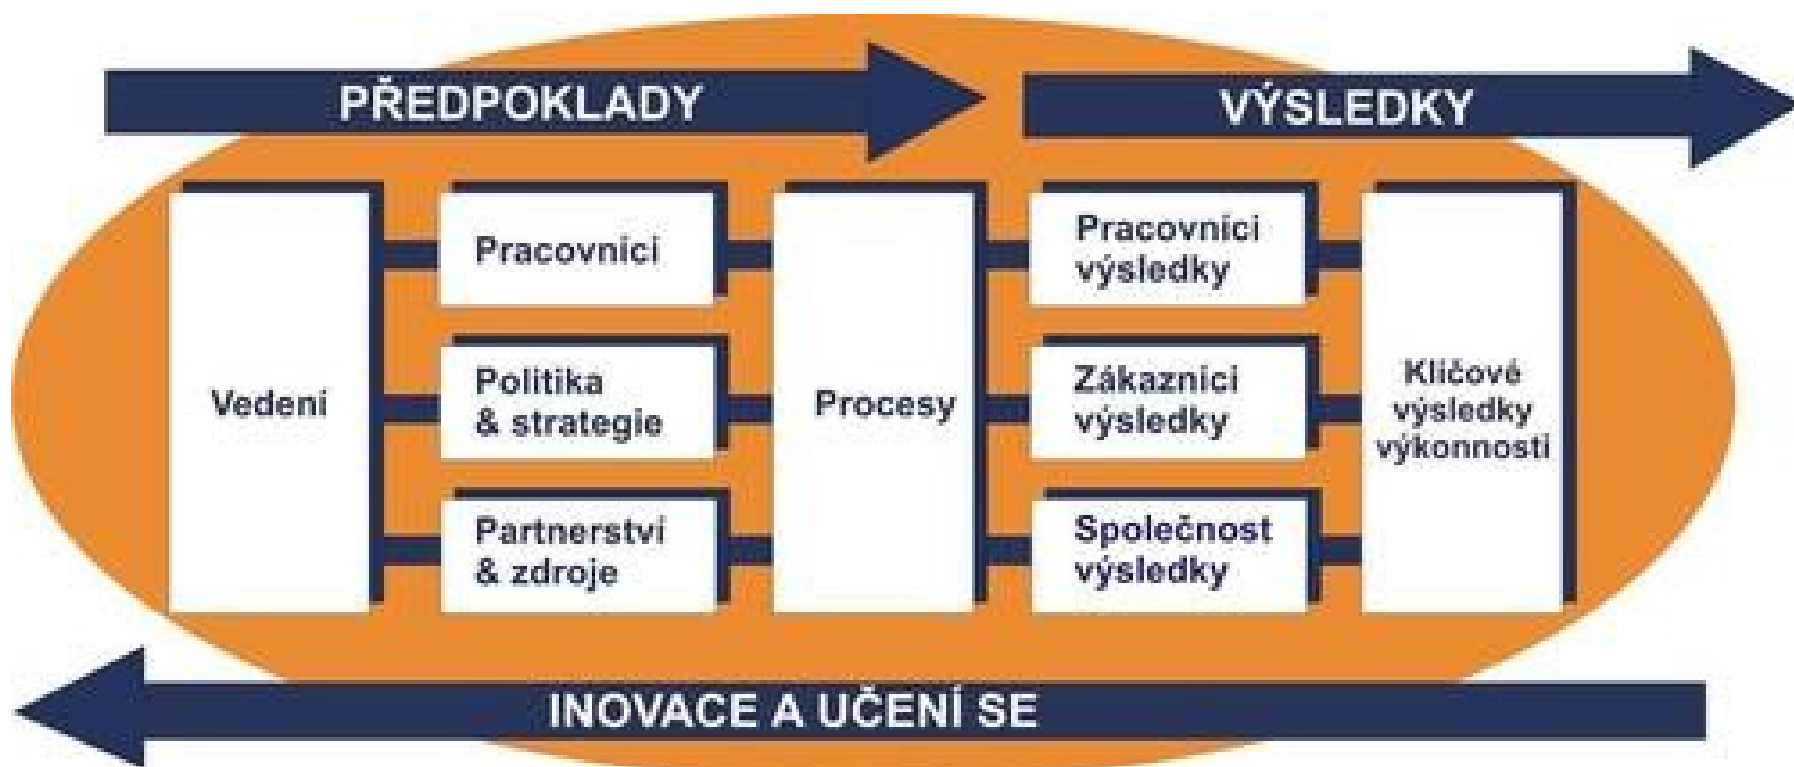 PŘEDPOKLADY
VÝSLEDKY
Vedení
Pracovníci
Politika
& strategie
Partnerství
& zdroje
Procesy
Pracovníci
výsledky
Zákazníci
výsledky
Společnost
výsledky
Klíčové
výsledky
výkonnosti
INOVACE A UČENÍ SE